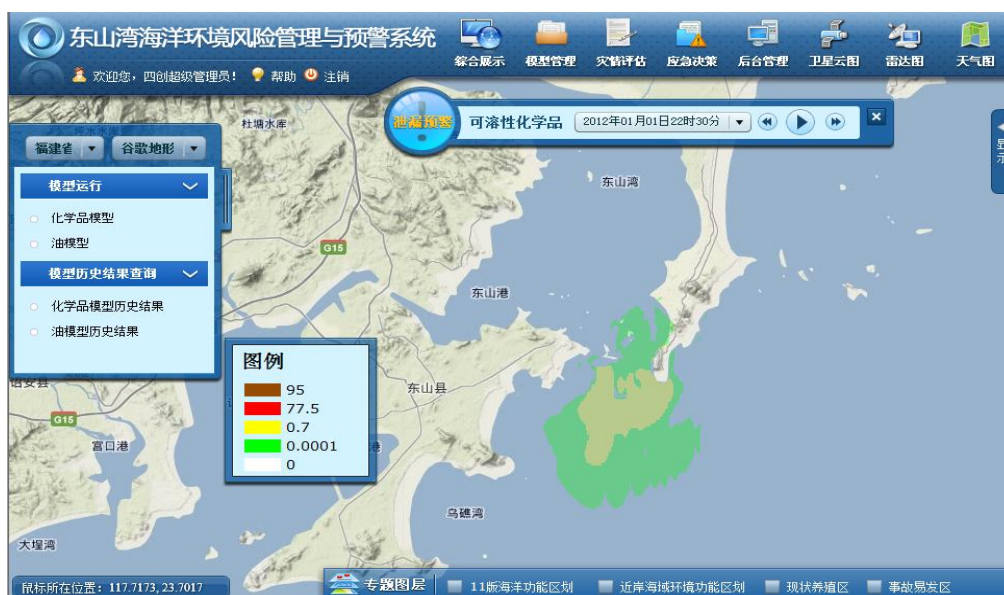 东山湾海洋环境风险管理与预警系统
综合展示 模型管理 灾情评估 应急决策 后台管理 卫星云图 雷达图 天气图
欢迎您，四创超级管理员！ 帮助 注销
泄漏预警 可溶性化学品 2012年01月01日22时30分
杜塘水库
显示
福建省 谷歌地形
模型运行
化学品模型
油模型
模型历史结果查询
化学品模型历史结果
油模型历史结果
东山湾
G15
东山港
图例
95
77.5
0.7
0.0001
0
东山县
诏安县
G15
宫口港
港
乌礁湾
大埕湾
鼠标所在位置：117.7173,23.7017
专题图层 11版海洋功能区划 近岸海域环境功能区划 现状养殖区 事故易发区